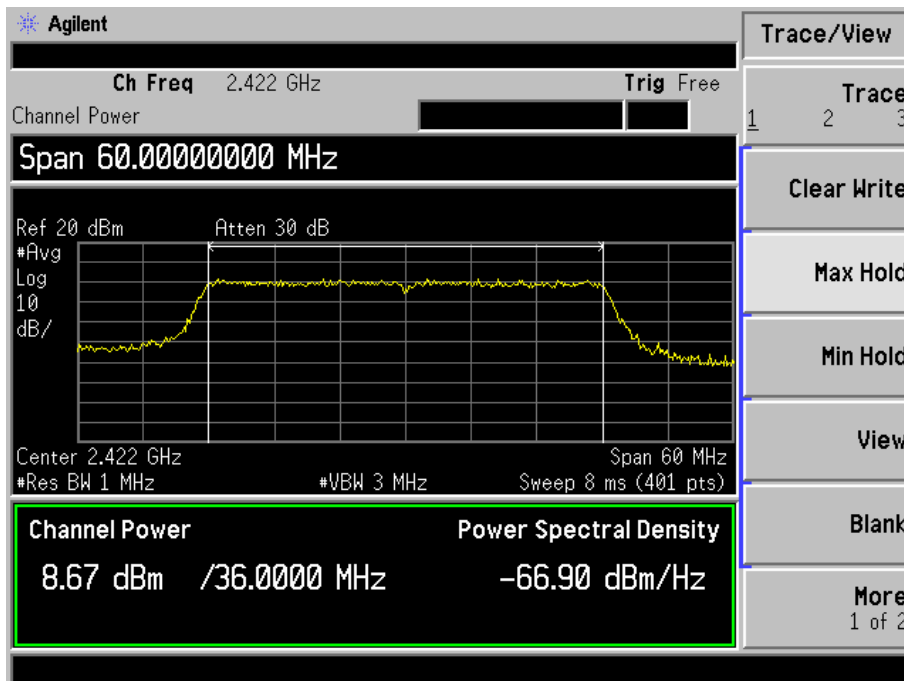 Agilent
Trace/View
Ch Freq 2.422 GHz Trig Free
Channel Power
Trace
1 2 3
Span 60.00000000 MHz
Clear Write
Ref 20 dBm Atten 30 dB
#Avg
Log
10
dB/
Max Hold
Min Hold
View
Center 2.422 GHz Span 60 MHz
#Res BW 1 MHz #VBW 3 MHz Sweep 8 ms (401 pts)
Blank
Channel Power Power Spectral Density
8.67 dBm /36.0000 MHz -66.90 dBm/Hz
More
1 of 2